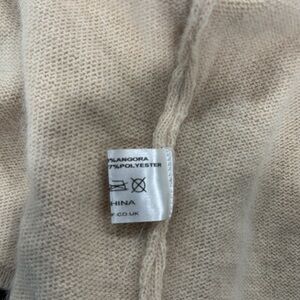 %ANGORA
7%POLYESTER
HINA
.CO.UK